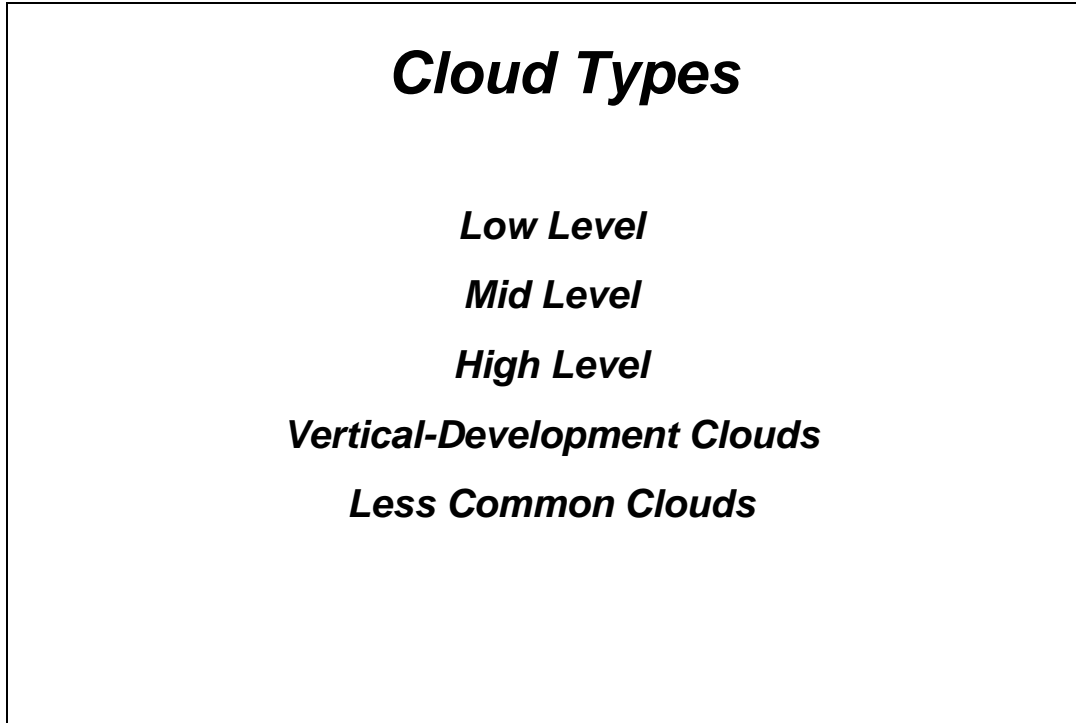 Cloud Types
Low Level
Mid Level
High Level
Vertical-Development Clouds
Less Common Clouds